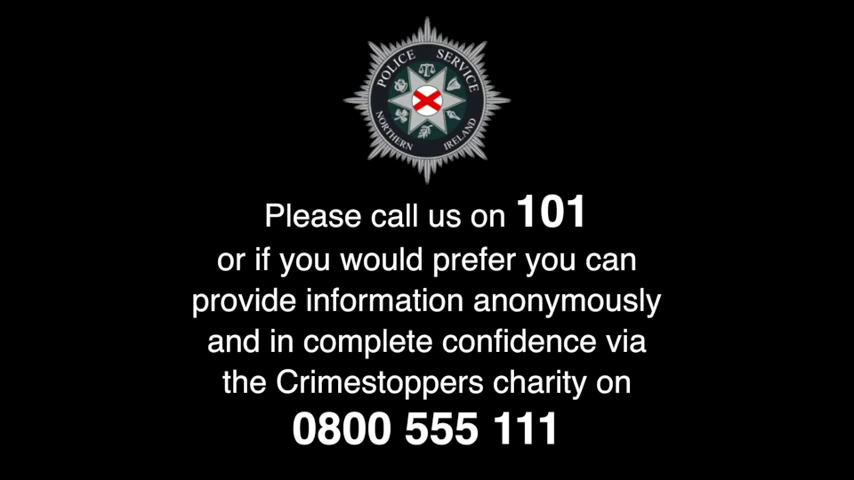 POLICE SERVICE
NORTHERN IRELAND
Please call us on 101
or if you would prefer you can
provide information anonymously
and in complete confidence via
the Crimestoppers charity on
0800 555 111